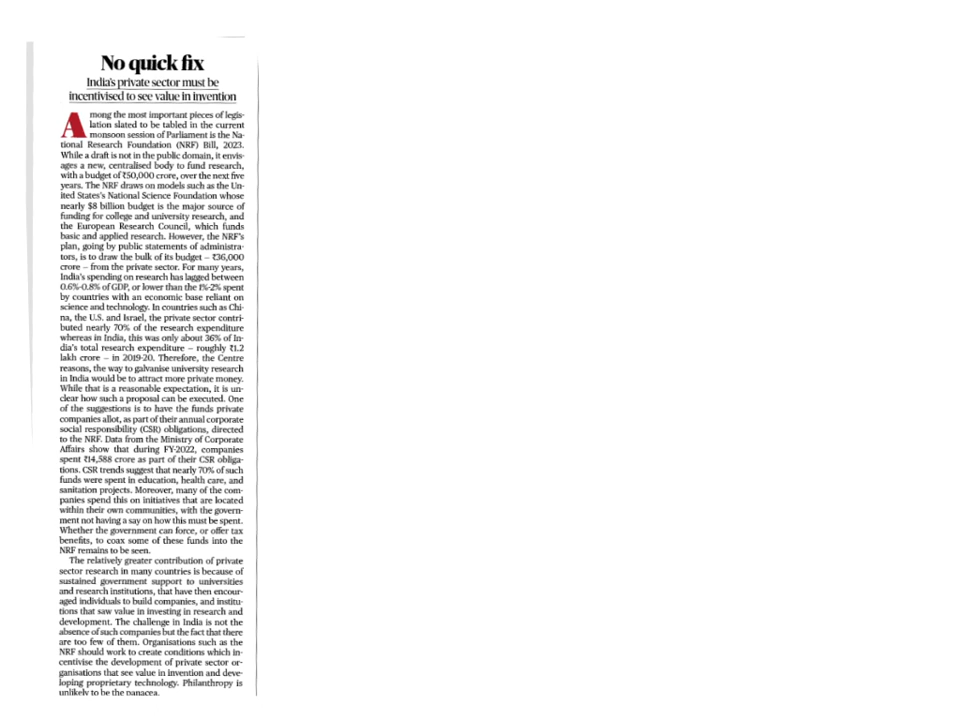 No quick fix
India's private sector must be
incentivised to see value in invention
Among the most important pieces of legis-
lation slated to be tabled in the current
monsoon session of Parliament is the Na-
tional Research Foundation (NRF) Bill, 2023.
While a draft is not in the public domain, it envis-
ages a new, centralised body to fund research,
with a budget of ₹50,000 crore, over the next five
years. The NRF draws on models such as the Un-
ited States's National Science Foundation whose
nearly $8 billion budget is the major source of
funding for college and university research, and
the European Research Council, which funds
basic and applied research. However, the NRF's
plan, going by public statements of administra-
tors, is to draw the bulk of its budget – ₹36,000
crore – from the private sector. For many years,
India's spending on research has lagged between
0.6%-0.8% of GDP, or lower than the 1%-2% spent
by countries with an economic base reliant on
science and technology. In countries such as Chi-
na, the U.S. and Israel, the private sector contri-
buted nearly 70% of the research expenditure
whereas in India, this was only about 36% of In-
dia's total research expenditure – roughly ₹1.2
lakh crore – in 2019-20. Therefore, the Centre
reasons, the way to galvanise university research
in India would be to attract more private money.
While that is a reasonable expectation, it is un-
clear how such a proposal can be executed. One
of the suggestions is to have the funds private
companies allot, as part of their annual corporate
social responsibility (CSR) obligations, directed
to the NRF. Data from the Ministry of Corporate
Affairs show that during FY-2022, companies
spent ₹14,588 crore as part of their CSR obliga-
tions. CSR trends suggest that nearly 70% of such
funds were spent in education, health care, and
sanitation projects. Moreover, many of the com-
panies spend this on initiatives that are located
within their own communities, with the govern-
ment not having a say on how this must be spent.
Whether the government can force, or offer tax
benefits, to coax some of these funds into the
NRF remains to be seen.
The relatively greater contribution of private
sector research in many countries is because of
sustained government support to universities
and research institutions, that have then encour-
aged individuals to build companies, and institu-
tions that saw value in investing in research and
development. The challenge in India is not the
absence of such companies but the fact that there
are too few of them. Organisations such as the
NRF should work to create conditions which in-
centivise the development of private sector or-
ganisations that see value in invention and deve-
loping proprietary technology. Philanthropy is
unlikely to be the panacea.